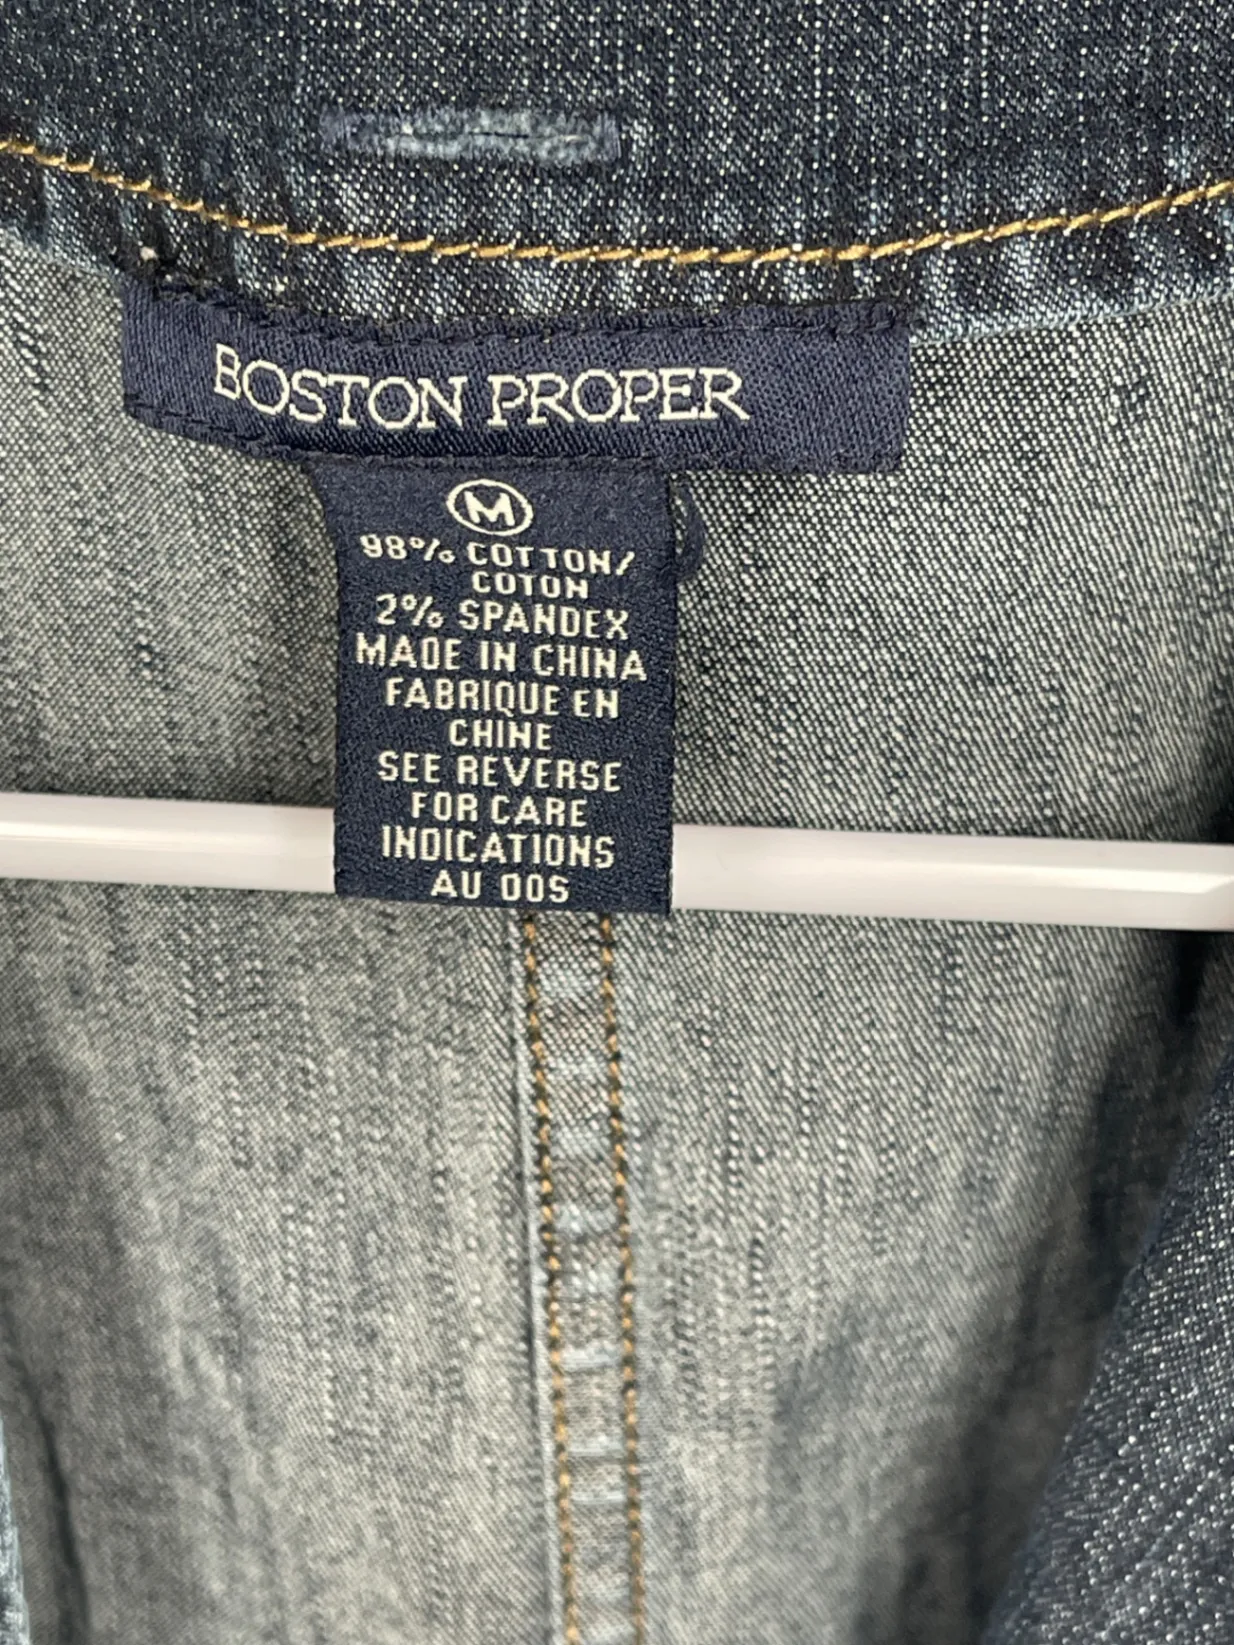 BOSTON PROPER
M
98% COTTON/
COTON
2% SPANDEX
MADE IN CHINA
FABRIQUE EN
CHINE
SEE REVERSE
FOR CARE
INDICATIONS
AU DOS